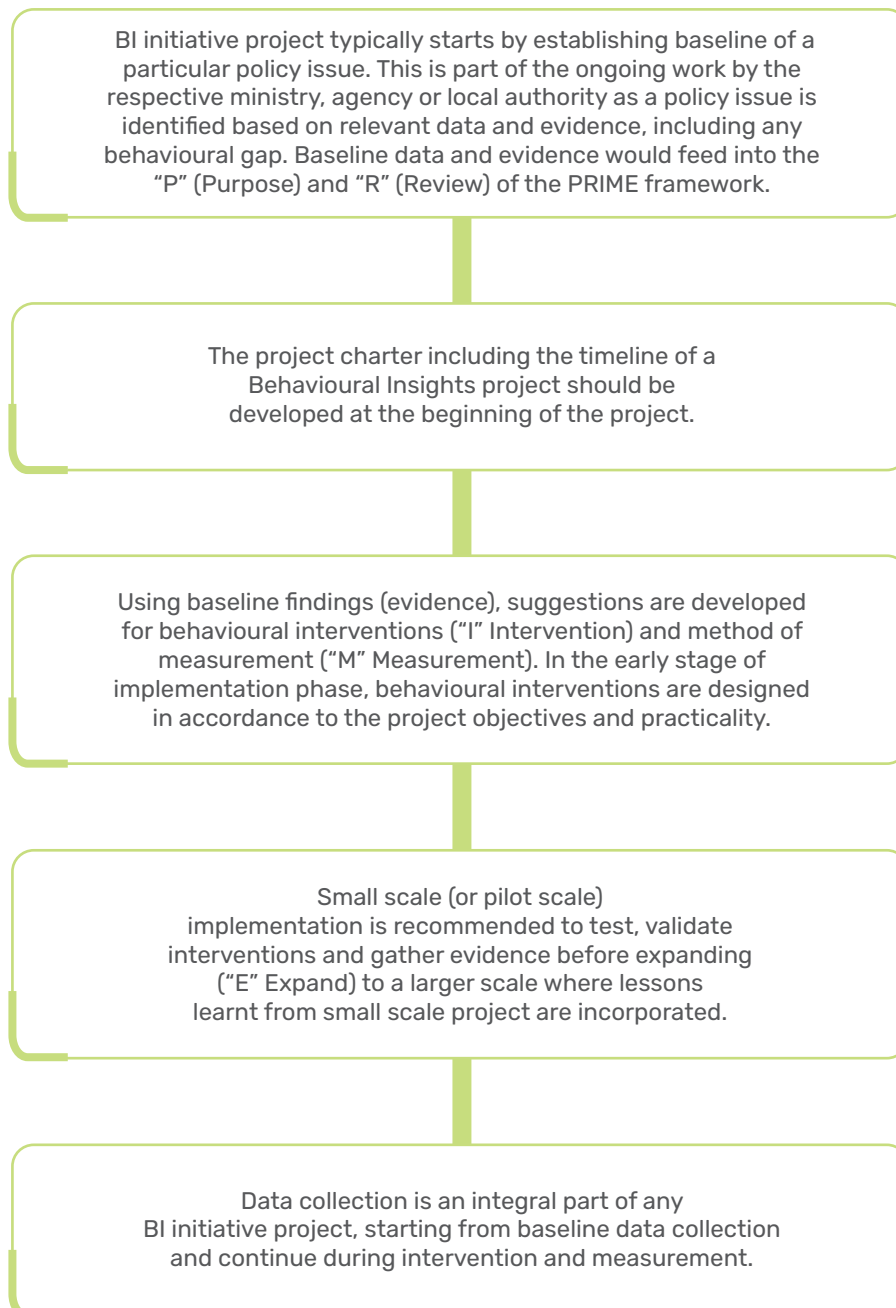 BI initiative project typically starts by establishing baseline of a
particular policy issue. This is part of the ongoing work by the
respective ministry, agency or local authority as a policy issue is
identified based on relevant data and evidence, including any
behavioural gap. Baseline data and evidence would feed into the
“P” (Purpose) and “R” (Review) of the PRIME framework.
The project charter including the timeline of a
Behavioural Insights project should be
developed at the beginning of the project.
Using baseline findings (evidence), suggestions are developed
for behavioural interventions (“I” Intervention) and method of
measurement (“M” Measurement). In the early stage of
implementation phase, behavioural interventions are designed
in accordance to the project objectives and practicality.
Small scale (or pilot scale)
implementation is recommended to test, validate
interventions and gather evidence before expanding
(“E” Expand) to a larger scale where lessons
learnt from small scale project are incorporated.
Data collection is an integral part of any
BI initiative project, starting from baseline data collection
and continue during intervention and measurement.